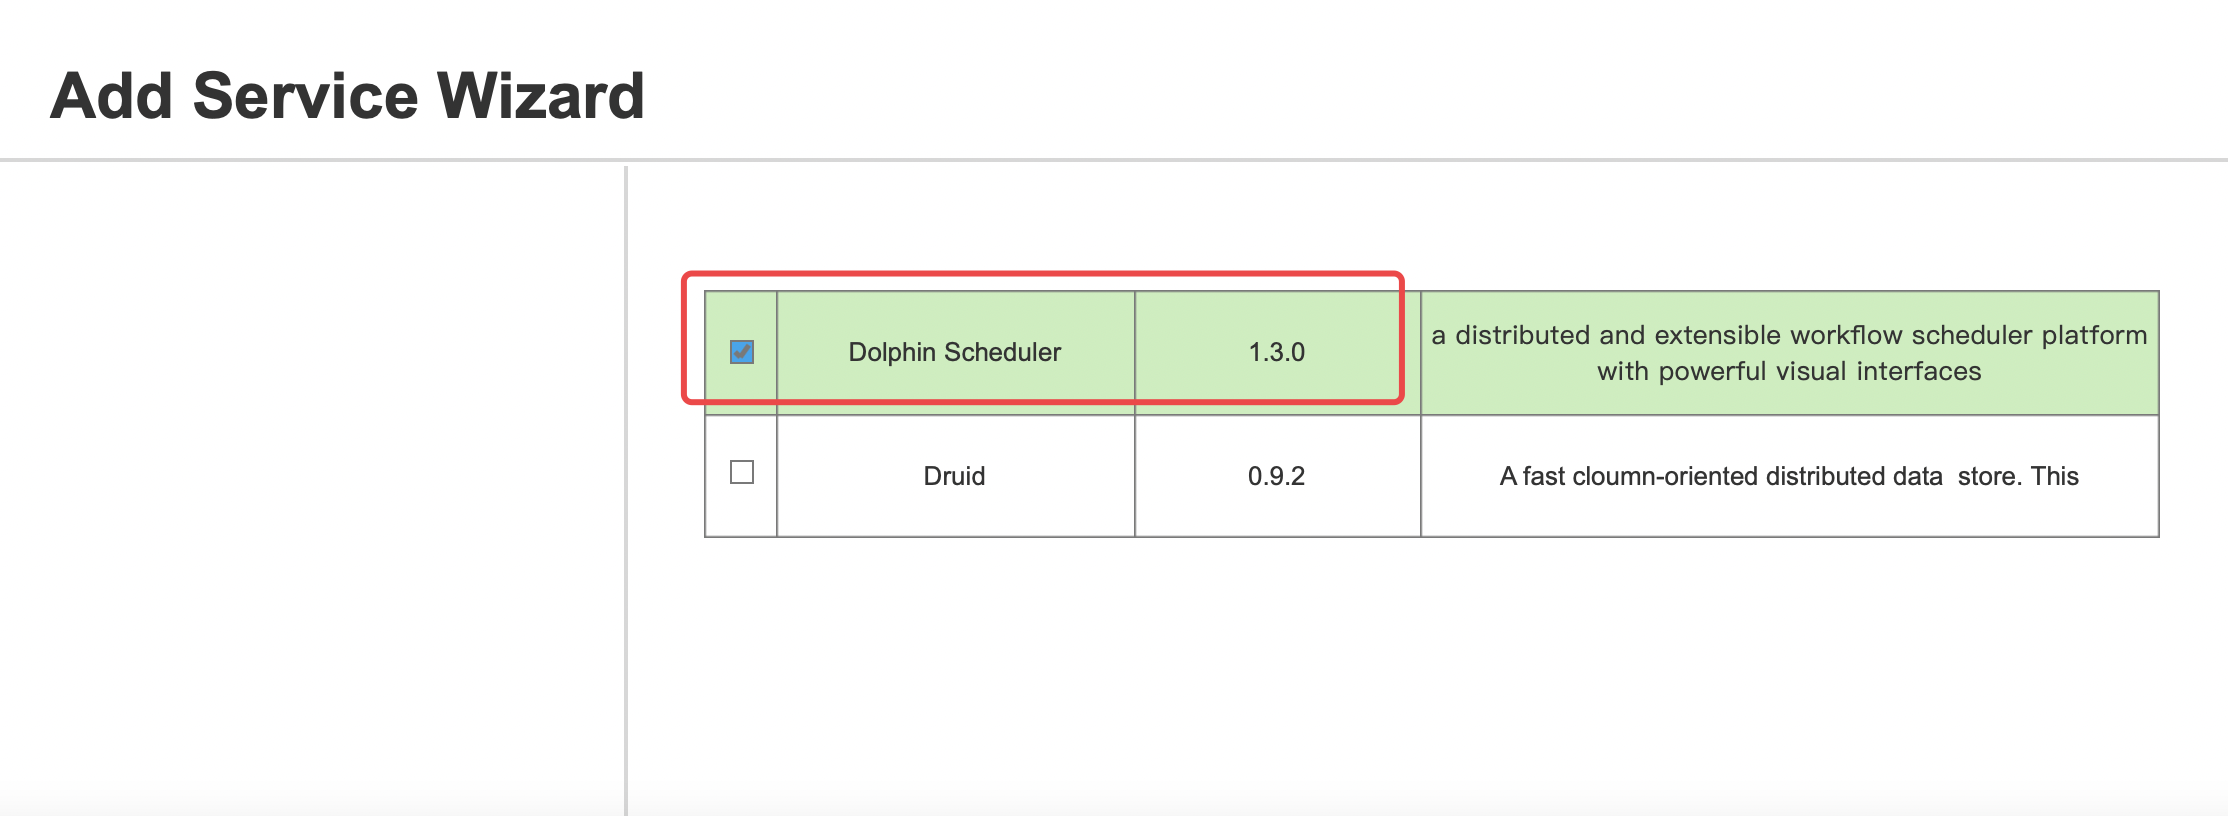 Add Service Wizard
Dolphin Scheduler 1.3.0 a distributed and extensible workflow scheduler platform
with powerful visual interfaces
Druid 0.9.2 A fast cloumn-oriented distributed data  store. This